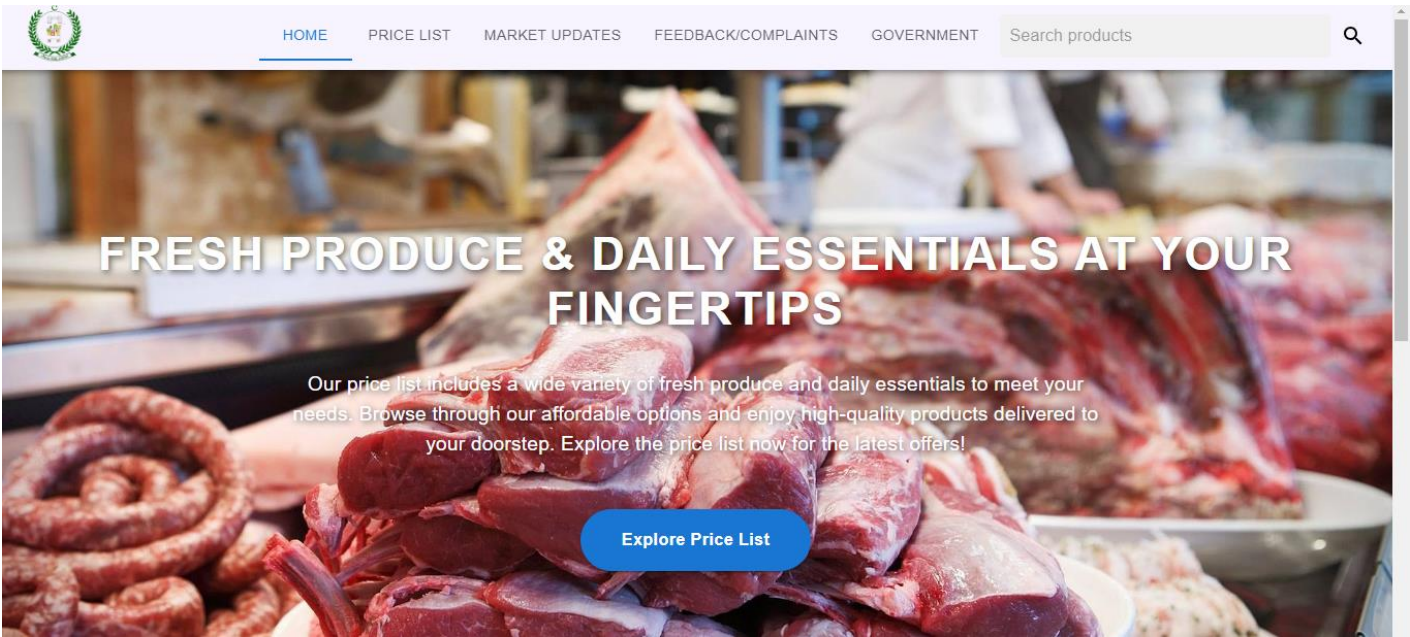 HOME
PRICE LIST
MARKET UPDATES
FEEDBACK/COMPLAINTS
GOVERNMENT
Search products
FRESH PRODUCE & DAILY ESSENTIALS AT YOUR
FINGERTIPS
Our price list includes a wide variety of fresh produce and daily essentials to meet your
needs. Browse through our affordable options and enjoy high-quality products delivered to
your doorstep. Explore the price list now for the latest offers!
Explore Price List